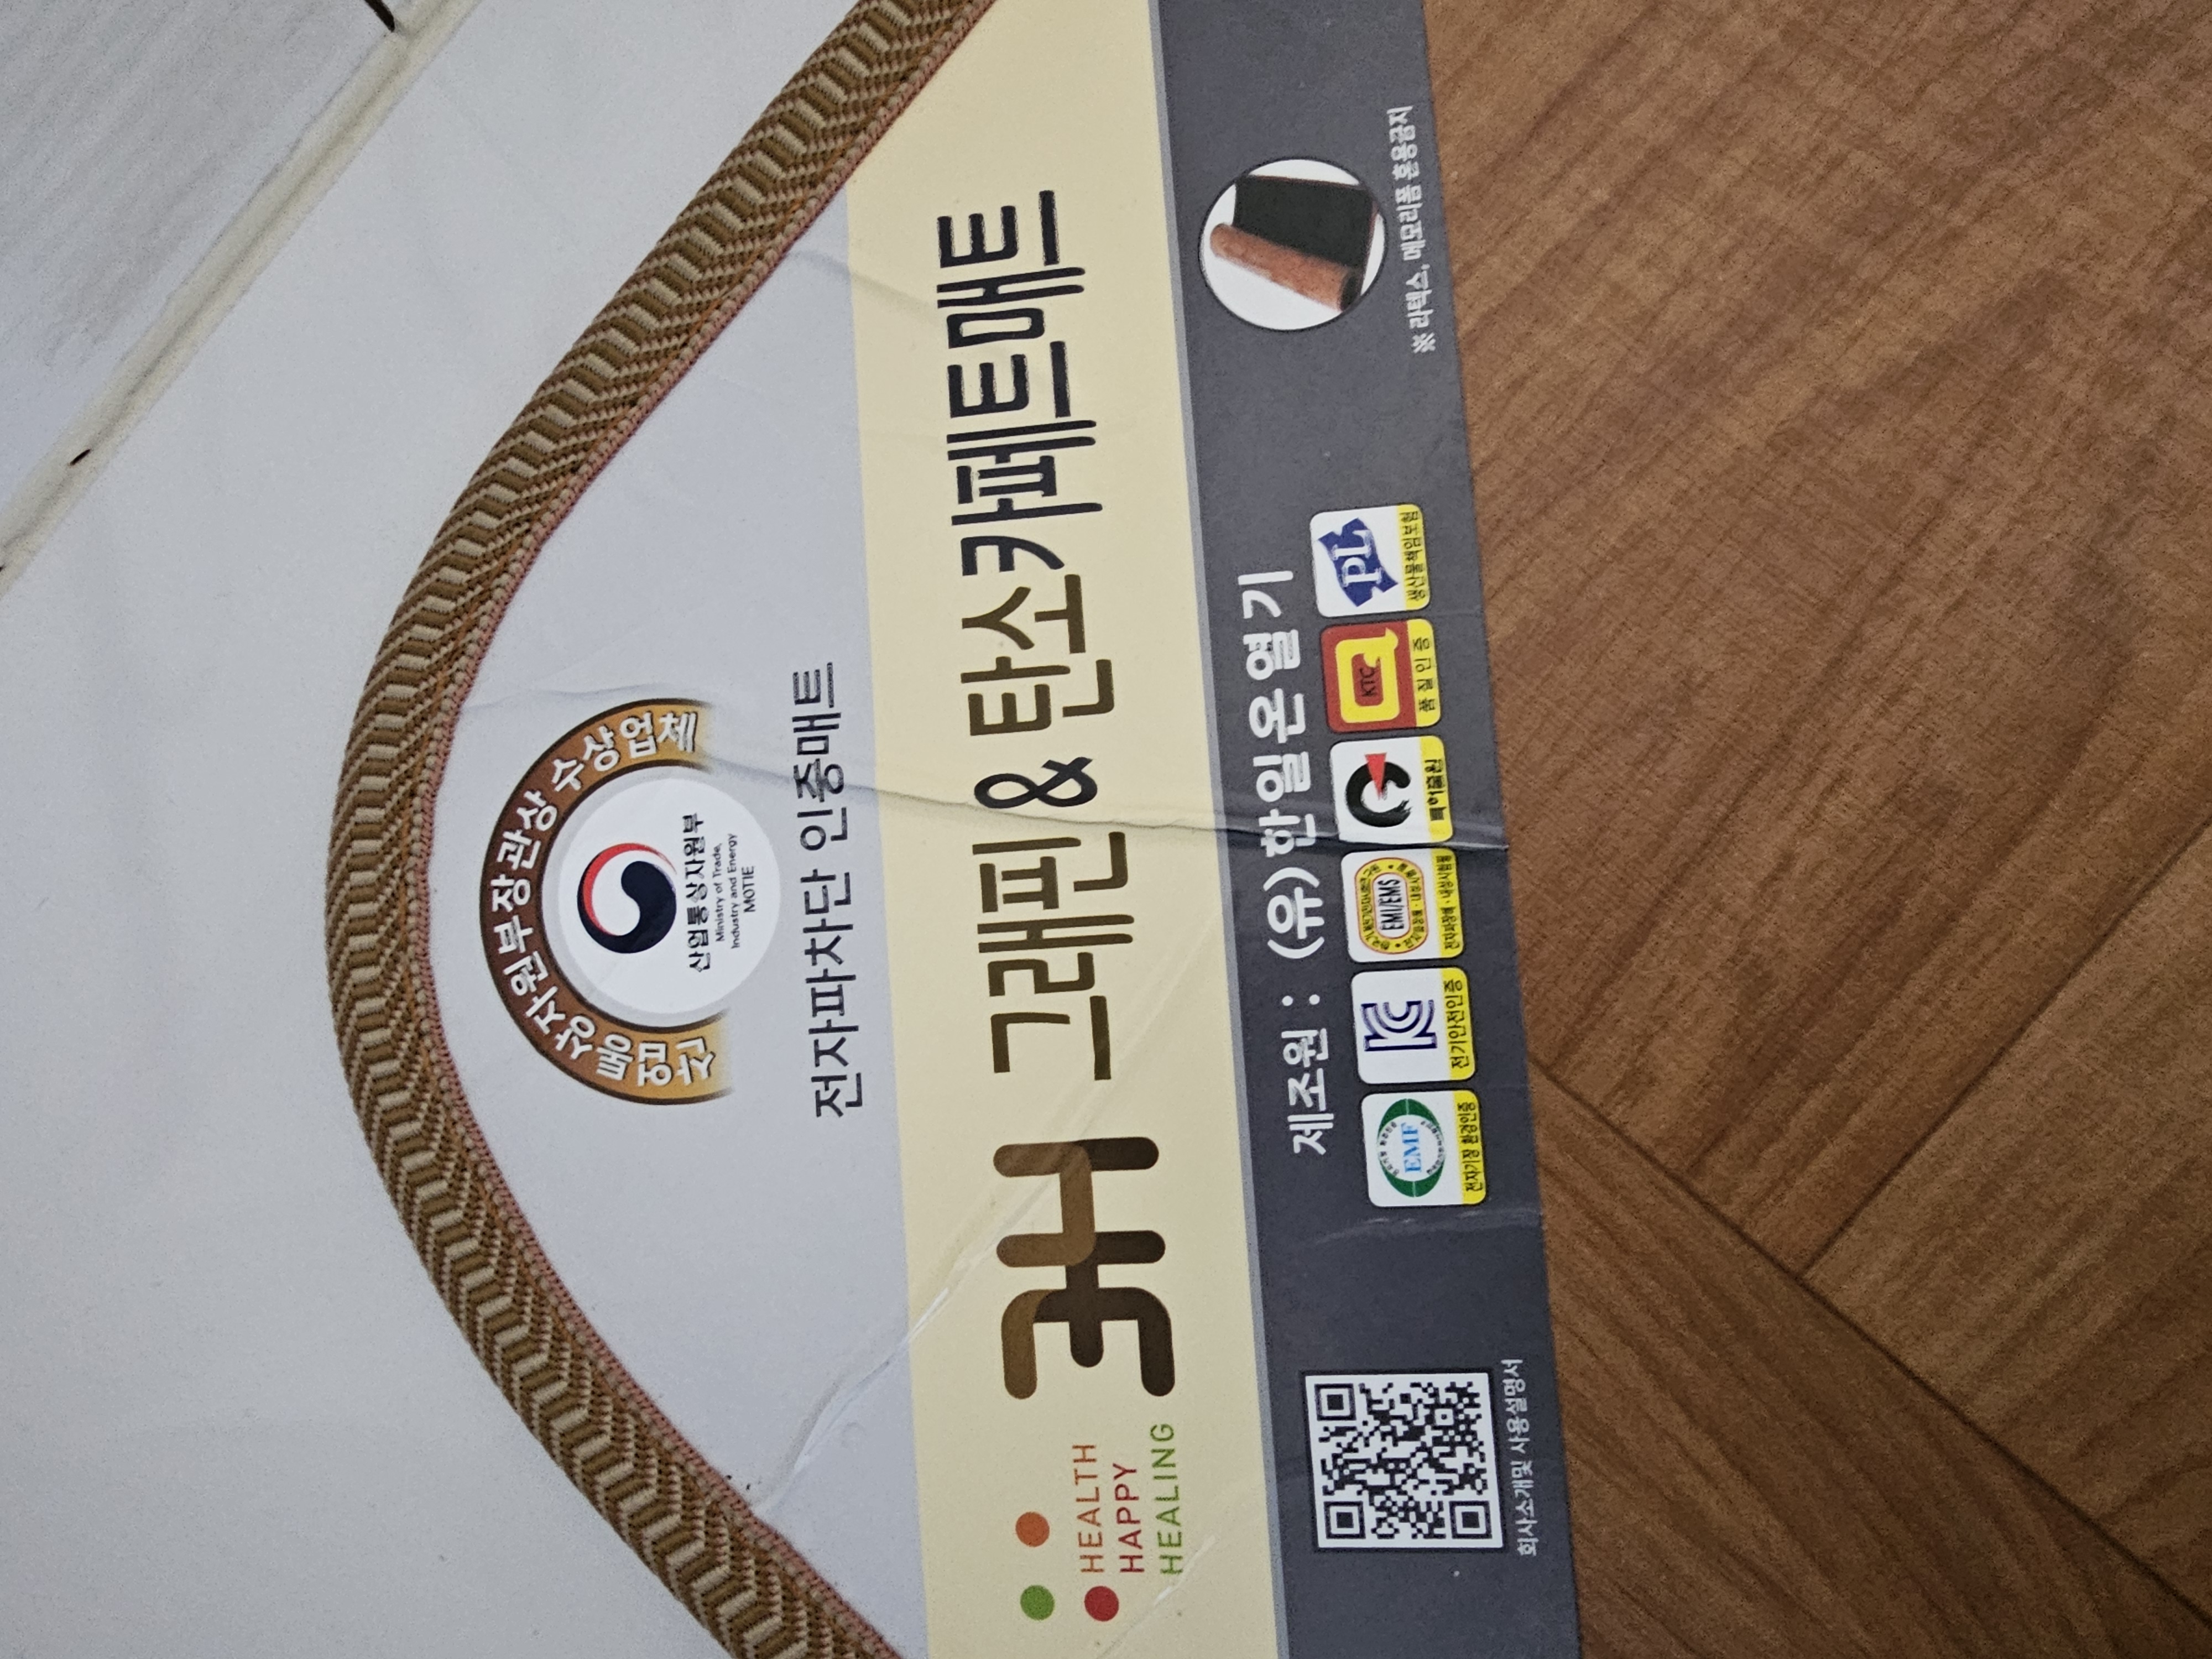 산업통상자원부장관상 수상업체
산업통상자원부
Ministry of Trade,
Industry and Energy
MOTIE
전자파차단 인증매트
HEALTH
HAPPY
HEALING
3H 그래핀&탄소카페트매트
제조원 : (유)한일온열기
EMF
전자기장 환경인증
전기안전인증
EMI/EMS
KTC
품질인증
PL
생산물책임보험
회사소개및 사용설명서
※ 라텍스, 메모리폼 혼용금지